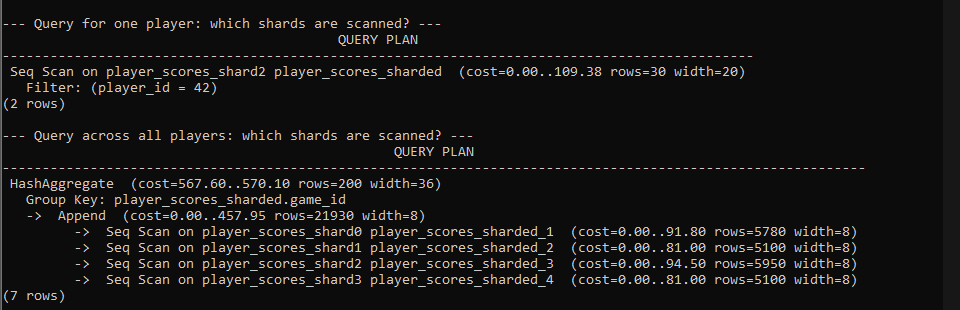 --- Query for one player: which shards are scanned? ---
QUERY PLAN
----------------------------------------------------------------------------------------------
Seq Scan on player_scores_shard2 player_scores_sharded  (cost=0.00..109.38 rows=30 width=20)
Filter: (player_id = 42)
(2 rows)
--- Query across all players: which shards are scanned? ---
QUERY PLAN
------------------------------------------------------------------------------------------------------------
HashAggregate  (cost=567.60..570.10 rows=200 width=36)
Group Key: player_scores_sharded.game_id
->  Append  (cost=0.00..457.95 rows=21930 width=8)
->  Seq Scan on player_scores_shard0 player_scores_sharded_1  (cost=0.00..91.80 rows=5780 width=8)
->  Seq Scan on player_scores_shard1 player_scores_sharded_2  (cost=0.00..81.00 rows=5100 width=8)
->  Seq Scan on player_scores_shard2 player_scores_sharded_3  (cost=0.00..94.50 rows=5950 width=8)
->  Seq Scan on player_scores_shard3 player_scores_sharded_4  (cost=0.00..81.00 rows=5100 width=8)
(7 rows)